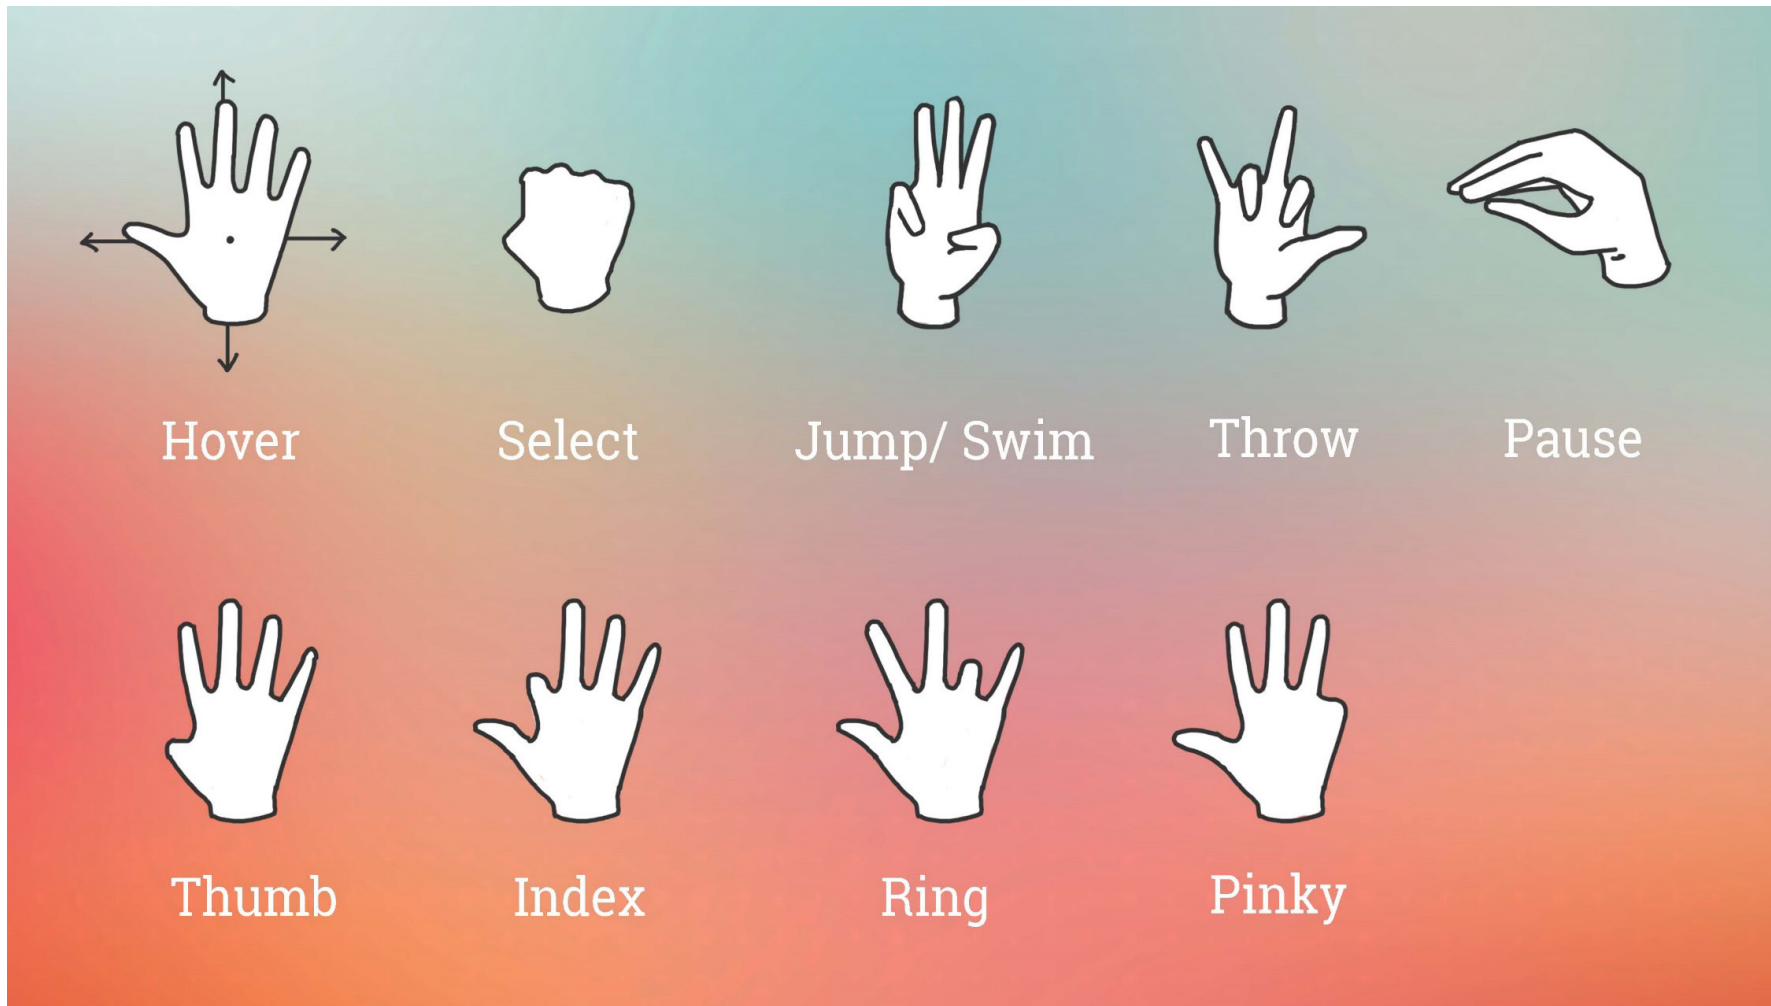 Hover
Select
Jump/ Swim
Throw
Pause
Thumb
Index
Ring
Pinky